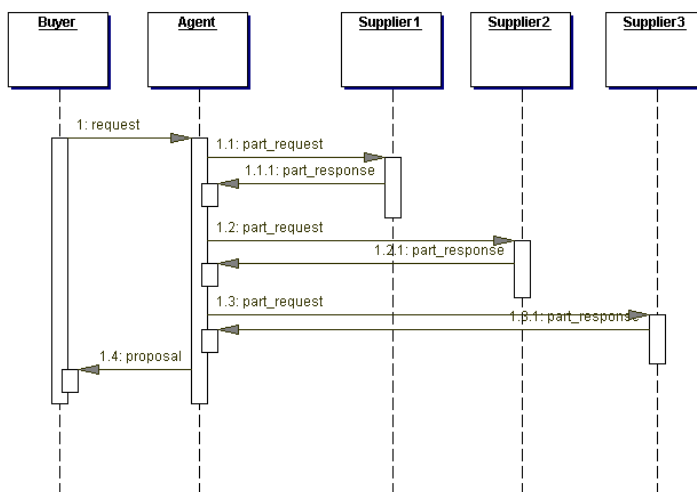 Buyer
Agent
Supplier1
Supplier2
Supplier3
1: request
1.1: part_request
1.1.1: part_response
1.2: part_request
1.2.1: part_response
1.3: part_request
1.3.1: part_response
1.4: proposal